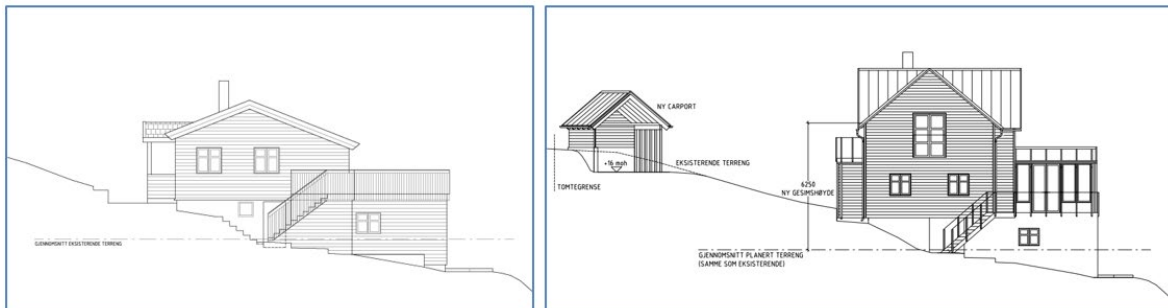 GJENNOMSNITT EKSISTERENDE TERRENG
NY CARPORT
+16 moh
EKSISTERENDE TERRENG
TOMTEGRENSE
6250
NY GESIMSHØYDE
GJENNOMSNITT PLANERT TERRENG
(SAMME SOM EKSISTERENDE)